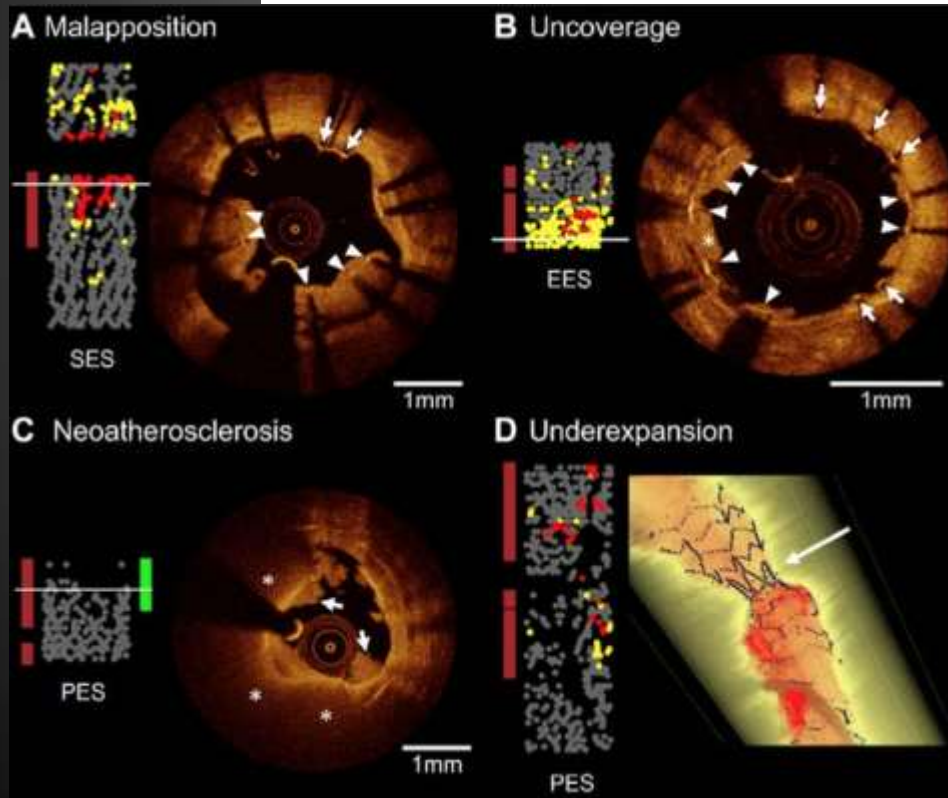 A Malapposition
SES
1mm
B Uncoverage
EES
1mm
C Neoatherosclerosis
PES
1mm
D Underexpansion
PES